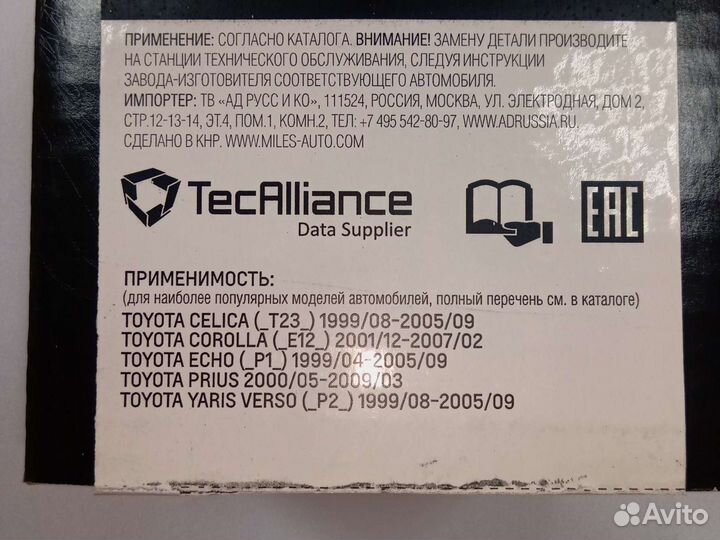 ПРИМЕНЕНИЕ: СОГЛАСНО КАТАЛОГА. ВНИМАНИЕ! ЗАМЕНУ ДЕТАЛИ ПРОИЗВОДИТЕ
НА СТАНЦИИ ТЕХНИЧЕСКОГО ОБСЛУЖИВАНИЯ, СЛЕДУЯ ИНСТРУКЦИИ
ЗАВОДА-ИЗГОТОВИТЕЛЯ СООТВЕТСТВУЮЩЕГО АВТОМОБИЛЯ.
ИМПОРТЕР: ТВ «АД РУСС И КО», 111524, РОССИЯ, МОСКВА, УЛ. ЭЛЕКТРОДНАЯ, ДОМ 2,
СТР.12-13-14, ЭТ.4, ПОМ.1, КОМН.2, ТЕЛ: +7 495 542-80-97, WWW.ADRUSSIA.RU.
СДЕЛАНО В КНР. WWW.MILES-AUTO.COM
TecAlliance
Data Supplier
EAC
ПРИМЕНИМОСТЬ:
(для наиболее популярных моделей автомобилей, полный перечень см. в каталоге)
TOYOTA CELICA (_T23_) 1999/08-2005/09
TOYOTA COROLLA (_E12_) 2001/12-2007/02
TOYOTA ECHO (_P1_) 1999/04-2005/09
TOYOTA PRIUS 2000/05-2009/03
TOYOTA YARIS VERSO (_P2_) 1999/08-2005/09
Avito